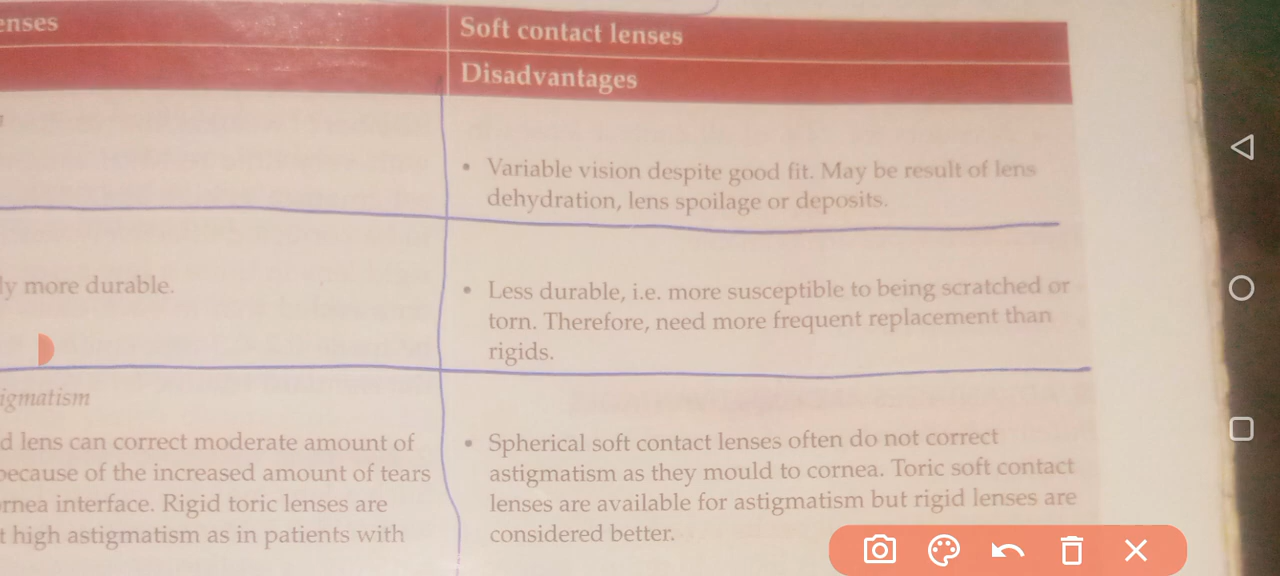 enses
Soft contact lenses
Disadvantages
• Variable vision despite good fit. May be result of lens
dehydration, lens spoilage or deposits.
ly more durable.
• Less durable, i.e. more susceptible to being scratched or
torn. Therefore, need more frequent replacement than
rigids.
igmatism
d lens can correct moderate amount of
because of the increased amount of tears
rnea interface. Rigid toric lenses are
t high astigmatism as in patients with
• Spherical soft contact lenses often do not correct
astigmatism as they mould to cornea. Toric soft contact
lenses are available for astigmatism but rigid lenses are
considered better.